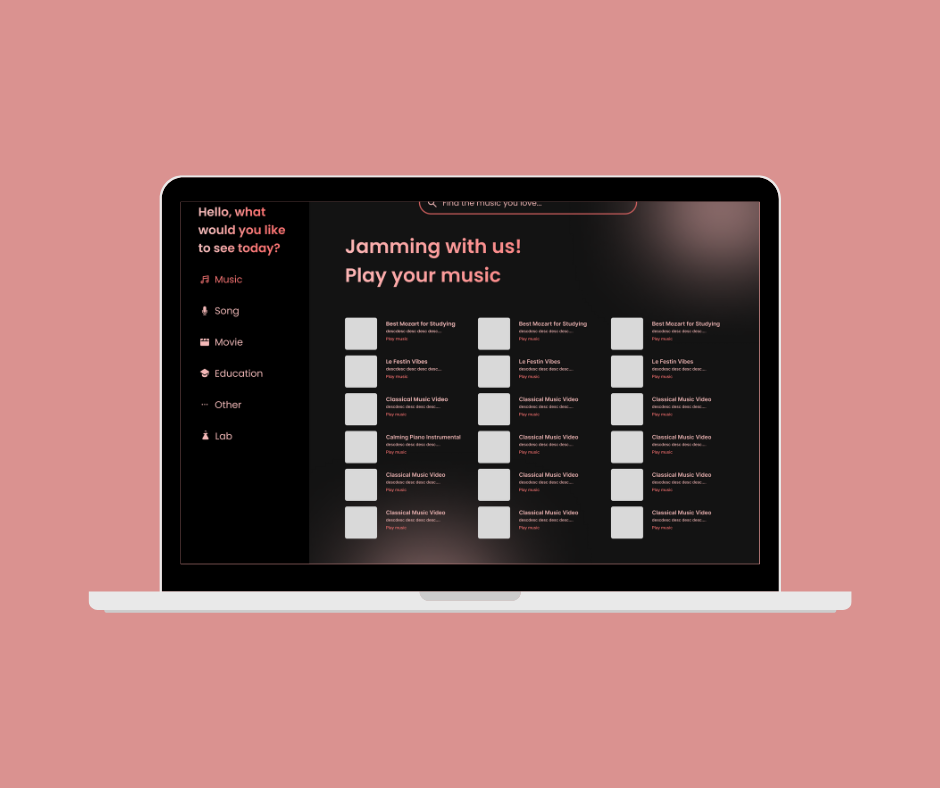 Hello, what
would you like
to see today?
Music
Song
Movie
Education
Other
Lab
Find the music you love...
Jamming with us!
Play your music
Best Mozart for Studying
descdesc desc desc desc...
Play music
Le Festin Vibes
descdesc desc desc desc...
Play music
Classical Music Video
descdesc desc desc desc...
Play music
Calming Piano Instrumental
descdesc desc desc desc...
Play music
Classical Music Video
descdesc desc desc desc...
Play music
Classical Music Video
descdesc desc desc desc...
Play music
Best Mozart for Studying
descdesc desc desc desc...
Play music
Le Festin Vibes
descdesc desc desc desc...
Play music
Classical Music Video
descdesc desc desc desc...
Play music
Classical Music Video
descdesc desc desc desc...
Play music
Classical Music Video
descdesc desc desc desc...
Play music
Classical Music Video
descdesc desc desc desc...
Play music
Best Mozart for Studying
descdesc desc desc desc...
Play music
Le Festin Vibes
descdesc desc desc desc...
Play music
Classical Music Video
descdesc desc desc desc...
Play music
Classical Music Video
descdesc desc desc desc...
Play music
Classical Music Video
descdesc desc desc desc...
Play music
Classical Music Video
descdesc desc desc desc...
Play music